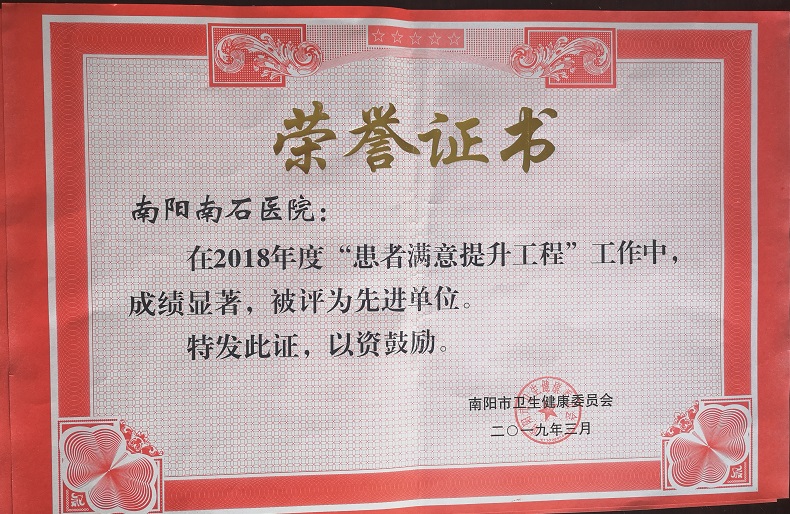 荣誉证书
南阳南石医院：
在2018年度“患者满意提升工程”工作中，
成绩显著，被评为先进单位。
特发此证，以资鼓励。
南阳市卫生健康委员会
二〇一九年三月